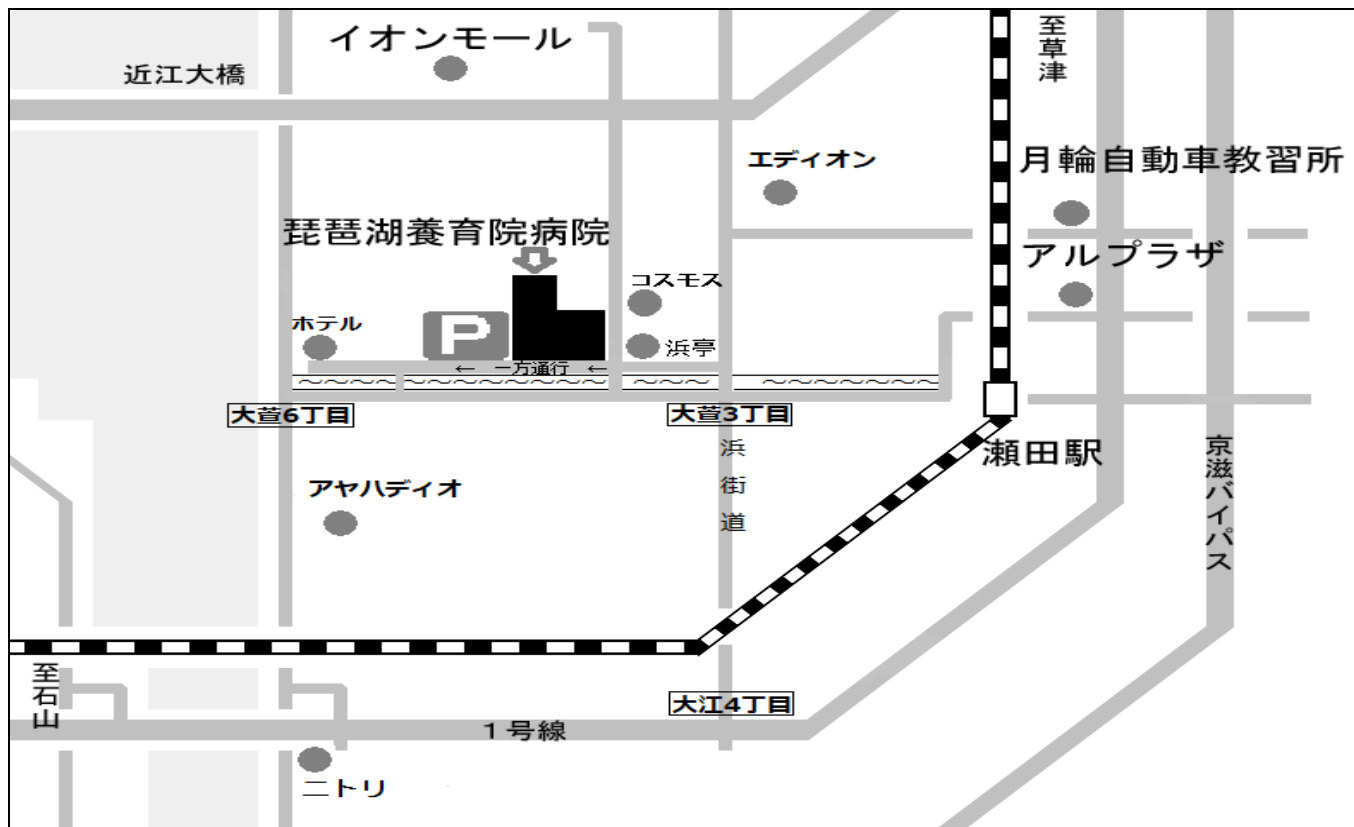 イオンモール
至草津
近江大橋
エディオン
月輪自動車教習所
琵琶湖養育院病院
アルプラザ
コスモス
ホテル
P
浜亭
← 一方通行 ←
大萱6丁目
大萱3丁目
浜街道
瀬田駅
京滋バイパス
アヤハディオ
至石山
大江4丁目
1号線
ニトリ